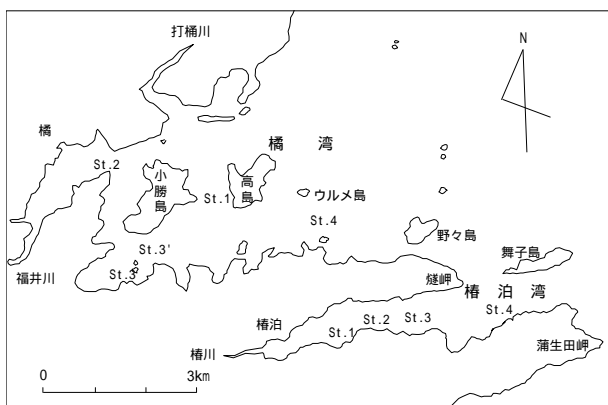 打樋川
N
橘
橘 湾
St.2
小勝島
高島
St.1
ウルメ島
St.4
野々島
舞子島
St.3'
St.3
福井川
燧岬
椿 泊 湾
椿泊
St.1
St.2
St.3
St.4
椿川
蒲生田岬
0 3km